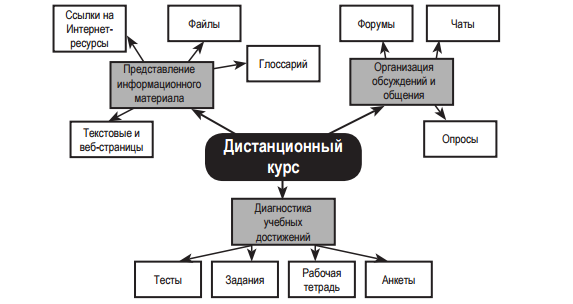 Ссылки на
Интернет-
ресурсы
Файлы
Форумы
Чаты
Представление
информационного
материала
Глоссарий
Организация
обсуждений и
общения
Текстовые и
веб-страницы
Опросы
Дистанционный
курс
Диагностика
учебных
достижений
Тесты
Задания
Рабочая
тетрадь
Анкеты